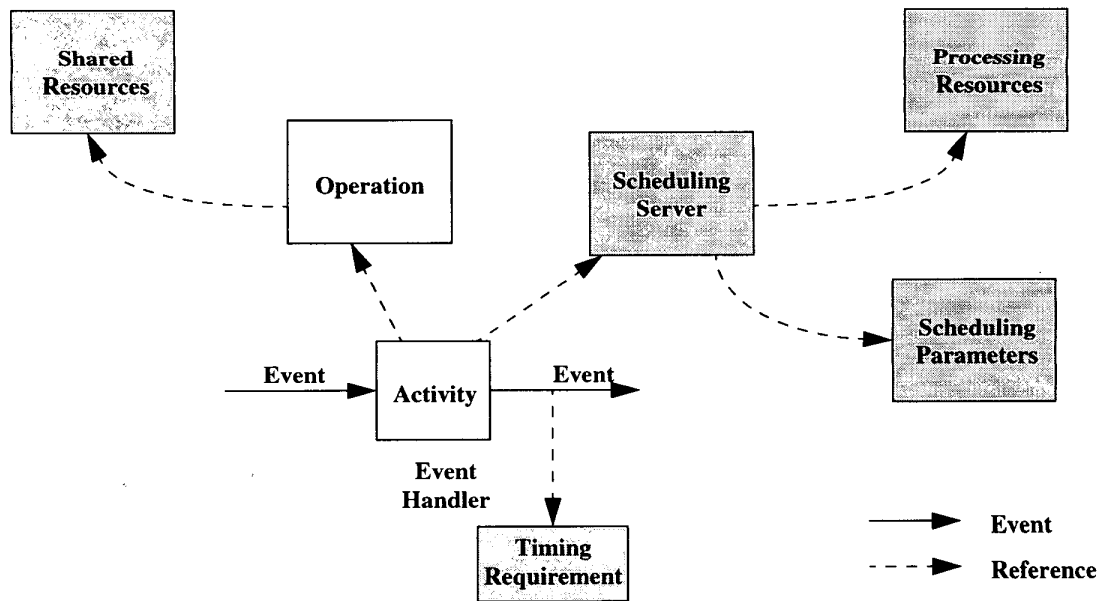 Shared
Resources
Processing
Resources
Operation
Scheduling
Server
Scheduling
Parameters
Event
Activity
Event
Event
Handler
Timing
Requirement
Event
Reference